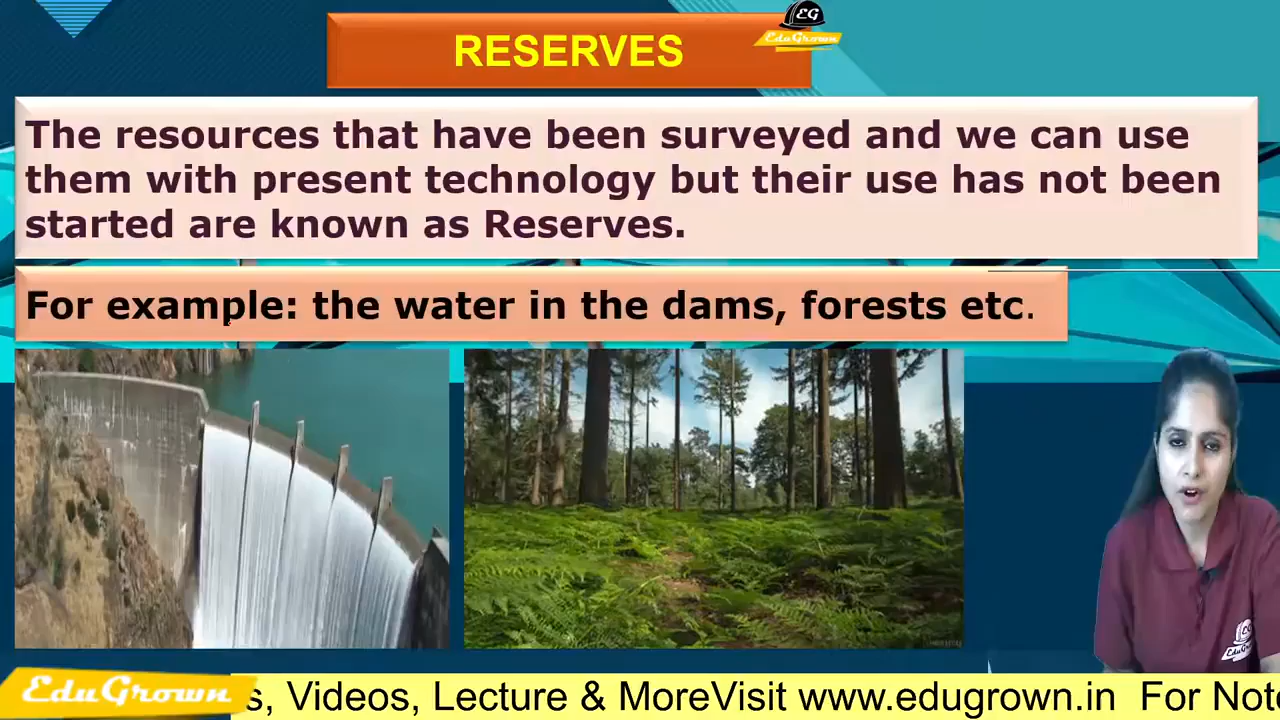 EG
EduGrown
RESERVES
The resources that have been surveyed and we can use
them with present technology but their use has not been
started are known as Reserves.
For example: the water in the dams, forests etc.
EG
EduGrown
s, Videos, Lecture & MoreVisit www.edugrown.in For Note